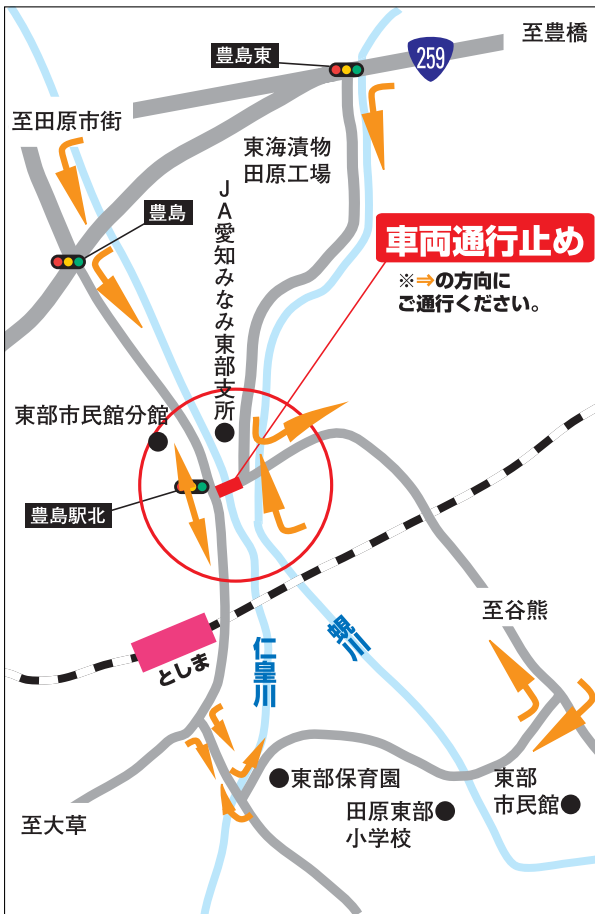 至豊橋
豊島東
259
至田原市街
東海漬物
田原工場
豊島
JA愛知みなみ東部支所
車両通行止め
※⇒の方向に
ご通行ください。
東部市民館分館
豊島駅北
至谷熊
としま
仁皇川
蜆川
東部保育園
田原東部
小学校
東部
市民館
至大草